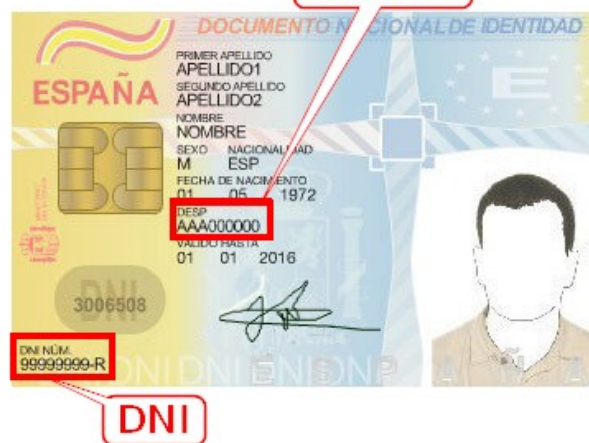 DOCUMENTO NACIONAL DE IDENTIDAD
ESPAÑA
PRIMER APELLIDO
APELLIDO1
SEGUNDO APELLIDO
APELLIDO2
NOMBRE
NOMBRE
SEXO NACIONALIDAD
M ESP
FECHA DE NACIMIENTO
01 05 1972
DESP
AAA000000
VALIDO HASTA
01 01 2016
DNI
3006508
DNI NÚM.
99999999-R
DNI